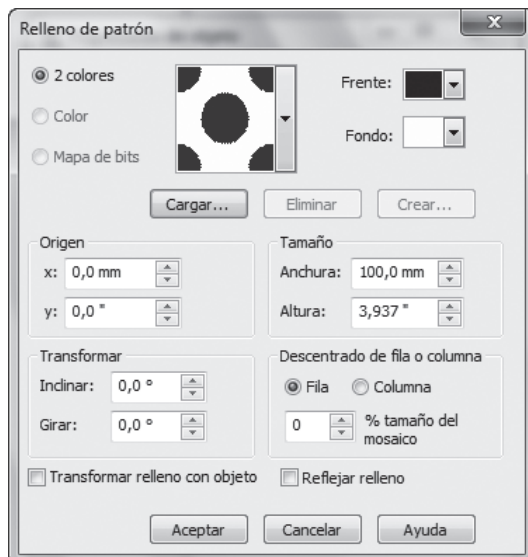 Relleno de patrón
2 colores
Color
Mapa de bits
Frente:
Fondo:
Cargar...
Eliminar
Crear...
Origen
x: 0,0 mm
y: 0,0 "
Tamaño
Anchura: 100,0 mm
Altura: 3,937 "
Transformar
Inclinar: 0,0 °
Girar: 0,0 °
Descentrado de fila o columna
Fila
Columna
0 % tamaño del
mosaico
Transformar relleno con objeto
Reflejar relleno
Aceptar
Cancelar
Ayuda